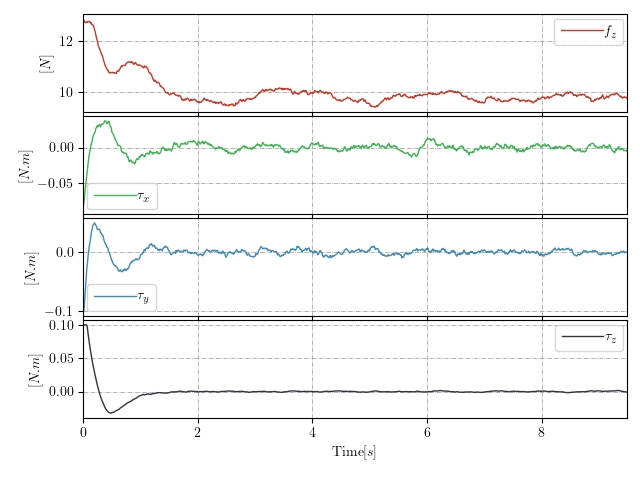 12
10
[N]
f_z
0.00
−0.05
[N.m]
τ_x
0.0
−0.1
[N.m]
τ_y
0.10
0.05
0.00
[N.m]
τ_z
0 2 4 6 8
Time[s]